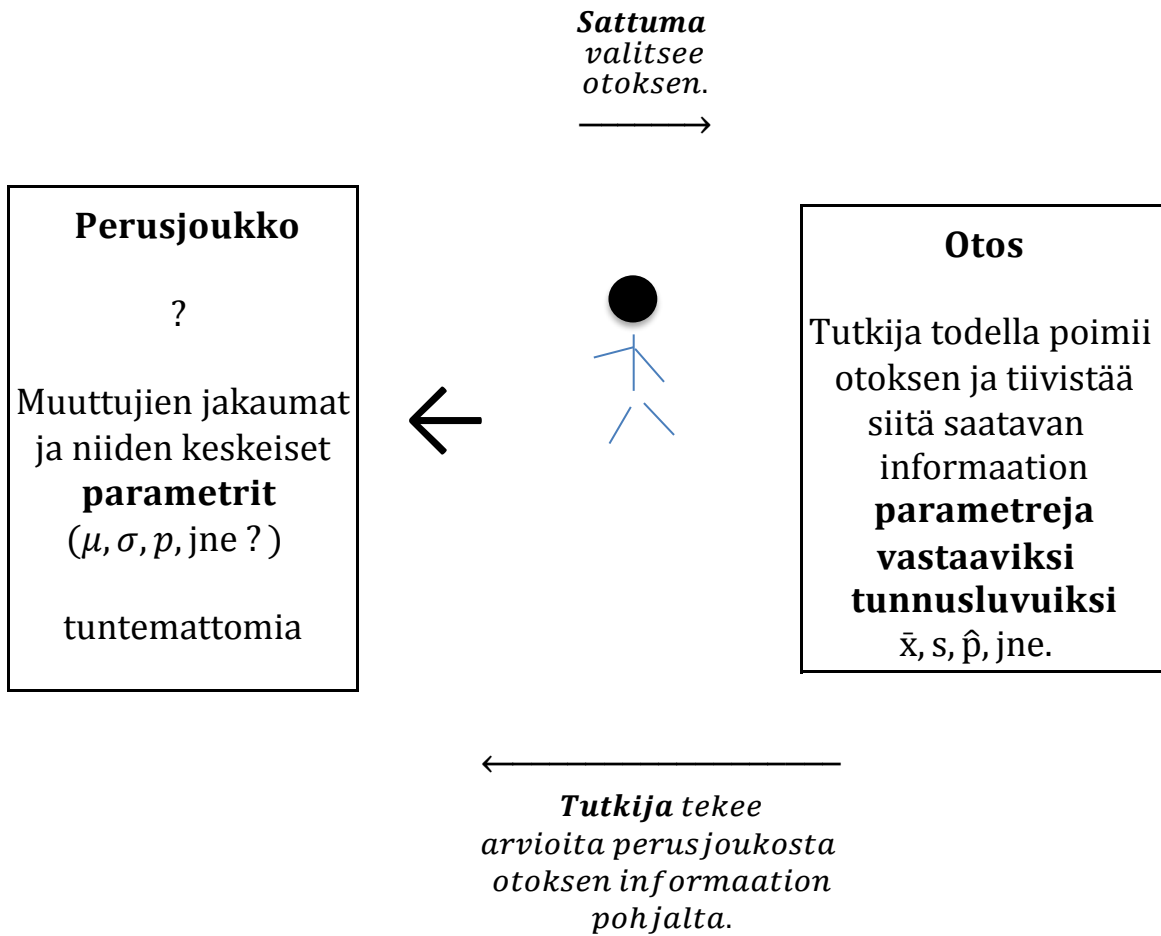 Sattuma
valitsee
otoksen.
Perusjoukko
?
Muuttujien jakaumat
ja niiden keskeiset
parametrit
(μ, σ, p, jne ? )
tuntemattomia
Otos
Tutkija todella poimii
otoksen ja tiivistää
siitä saatavan
informaation
parametreja
vastaaviksi
tunnusluvuiksi
x̄, s, p̂, jne.
Tutkija tekee
arvioita perusjoukosta
otoksen informaation
pohjalta.